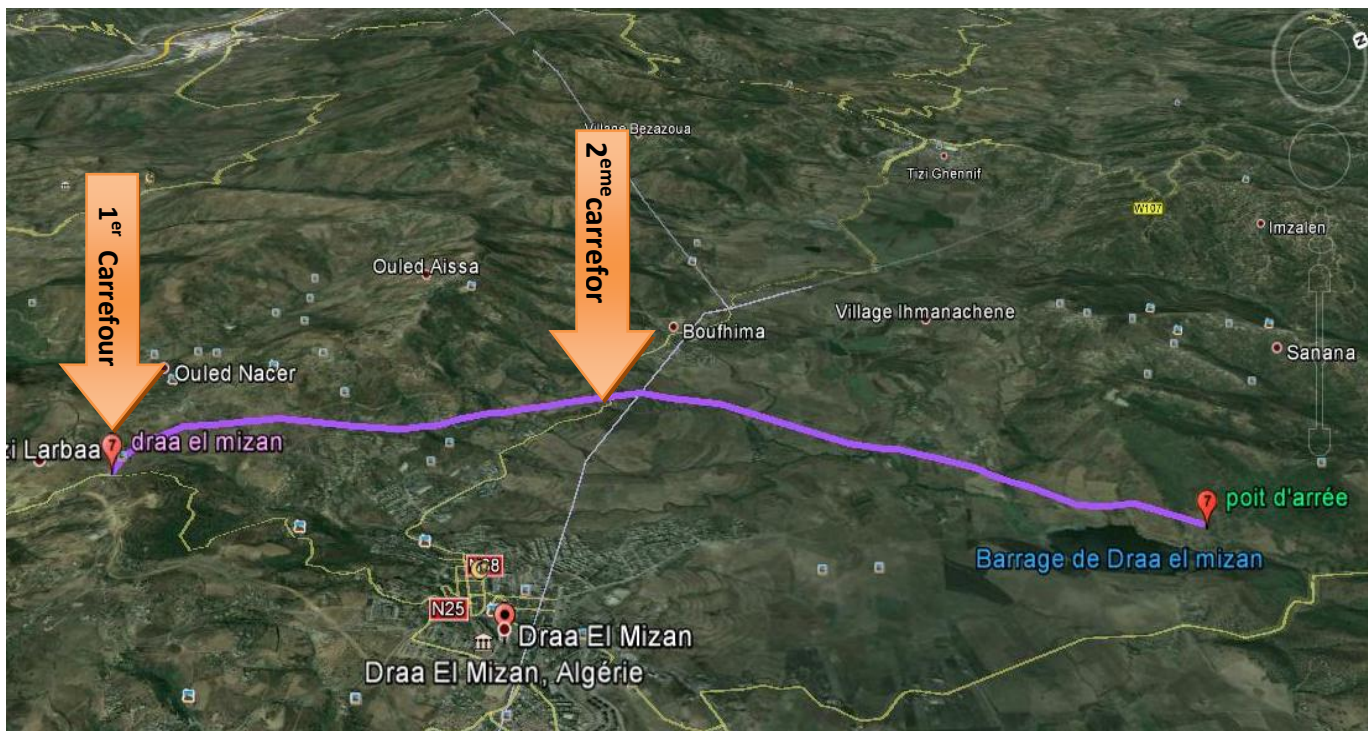 N
Village Bezazoua
2eme carrefor
Tizi Ghennif
1er Carrefour
W107
Imzalen
Ouled Aissa
Village Ihmanachene
Boufhima
Sanana
Ouled Nacer
7
draa el mizan
zi Larbaa
7
poit d'arrée
Barrage de Draa el mizan
N25
Draa El Mizan
Draa El Mizan, Algérie